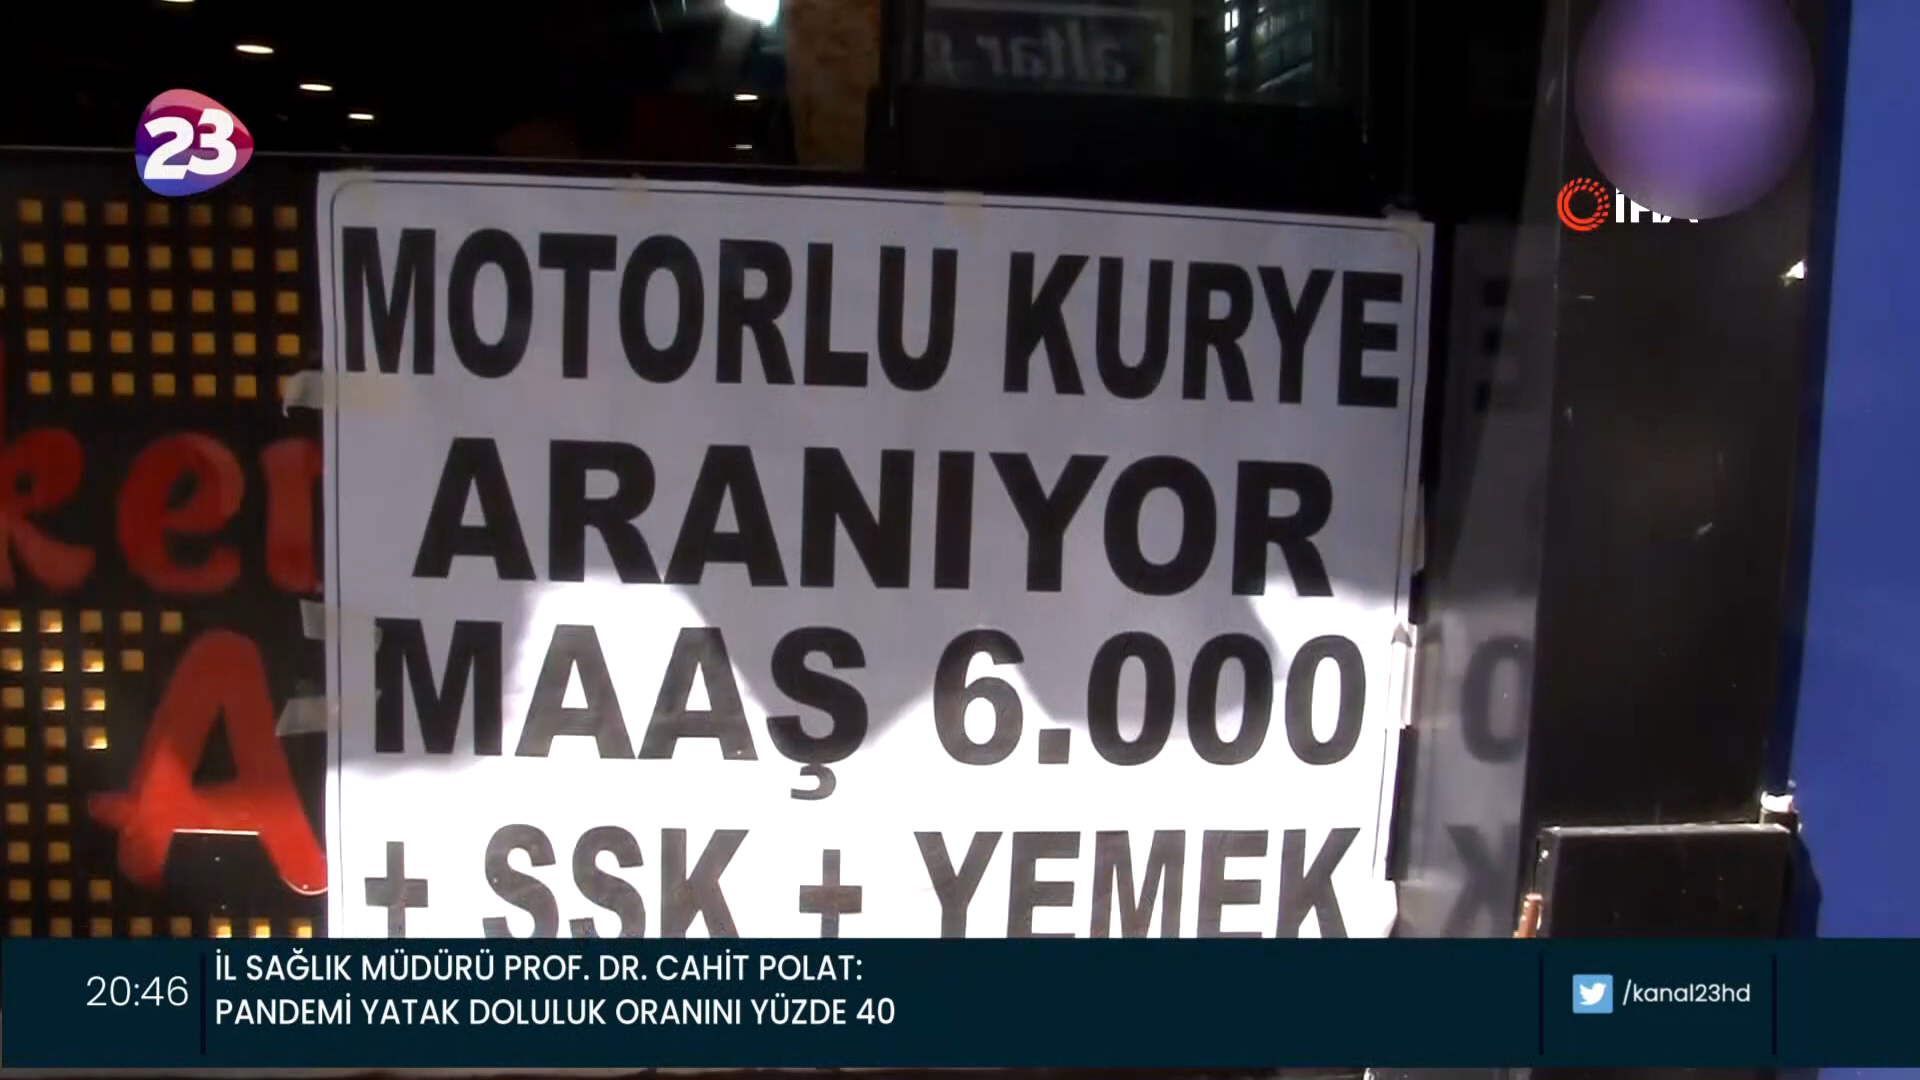 23
MOTORLU KURYE
ARANIYOR
MAAŞ 6.000
+ SSK + YEMEK
ken
A
20:46
İL SAĞLIK MÜDÜRÜ PROF. DR. CAHİT POLAT:
PANDEMİ YATAK DOLULUK ORANINI YÜZDE 40
/kanal23hd